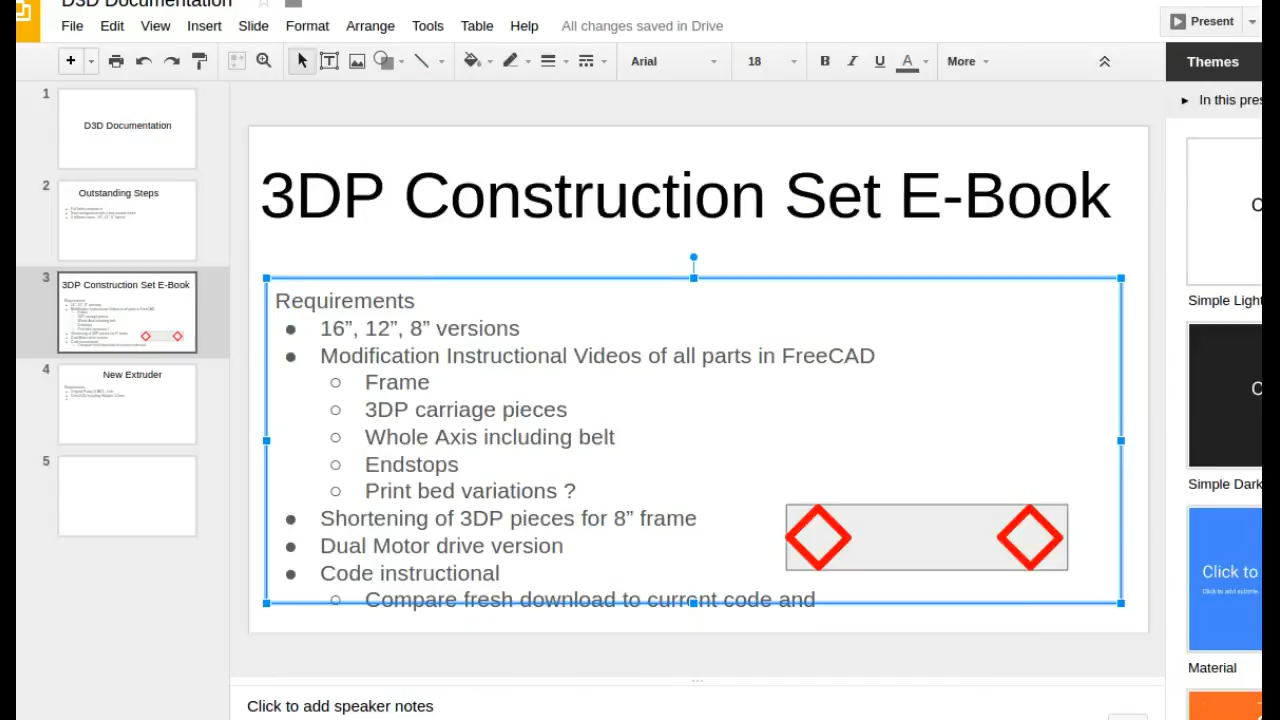 D3D Documentation
File Edit View Insert Slide Format Arrange Tools Table Help All changes saved in Drive
Present
Arial 18 B I U A More
Themes
In this pres
1
D3D Documentation
2
Outstanding Steps
3
3DP Construction Set E-Book
Requirements
4
New Extruder
5
3DP Construction Set E-Book
Requirements
● 16”, 12”, 8” versions
● Modification Instructional Videos of all parts in FreeCAD
○ Frame
○ 3DP carriage pieces
○ Whole Axis including belt
○ Endstops
○ Print bed variations ?
● Shortening of 3DP pieces for 8” frame
● Dual Motor drive version
● Code instructional
○ Compare fresh download to current code and
Click to add speaker notes
Simple Light
Simple Dark
Click to
Click to add subtitle
Material